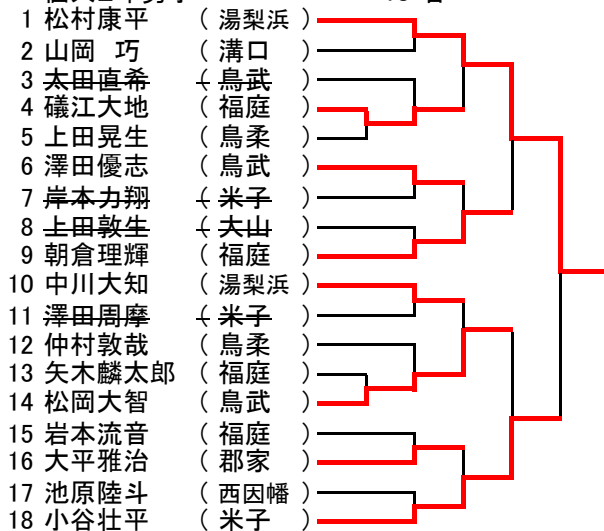 1 松村康平 （ 湯梨浜 ）
2 山岡 巧 （ 溝口 ）
3 太田直希 （ 鳥武 ）
4 礒江大地 （ 福庭 ）
5 上田晃生 （ 鳥柔 ）
6 澤田優志 （ 鳥武 ）
7 岸本力翔 （ 米子 ）
8 上田敦生 （ 大山 ）
9 朝倉理輝 （ 福庭 ）
10 中川大知 （ 湯梨浜 ）
11 澤田周摩 （ 米子 ）
12 仲村敦哉 （ 鳥柔 ）
13 矢木麟太郎 （ 福庭 ）
14 松岡大智 （ 鳥武 ）
15 岩本流音 （ 福庭 ）
16 大平雅治 （ 郡家 ）
17 池原陸斗 （ 西因幡 ）
18 小谷壮平 （ 米子 ）